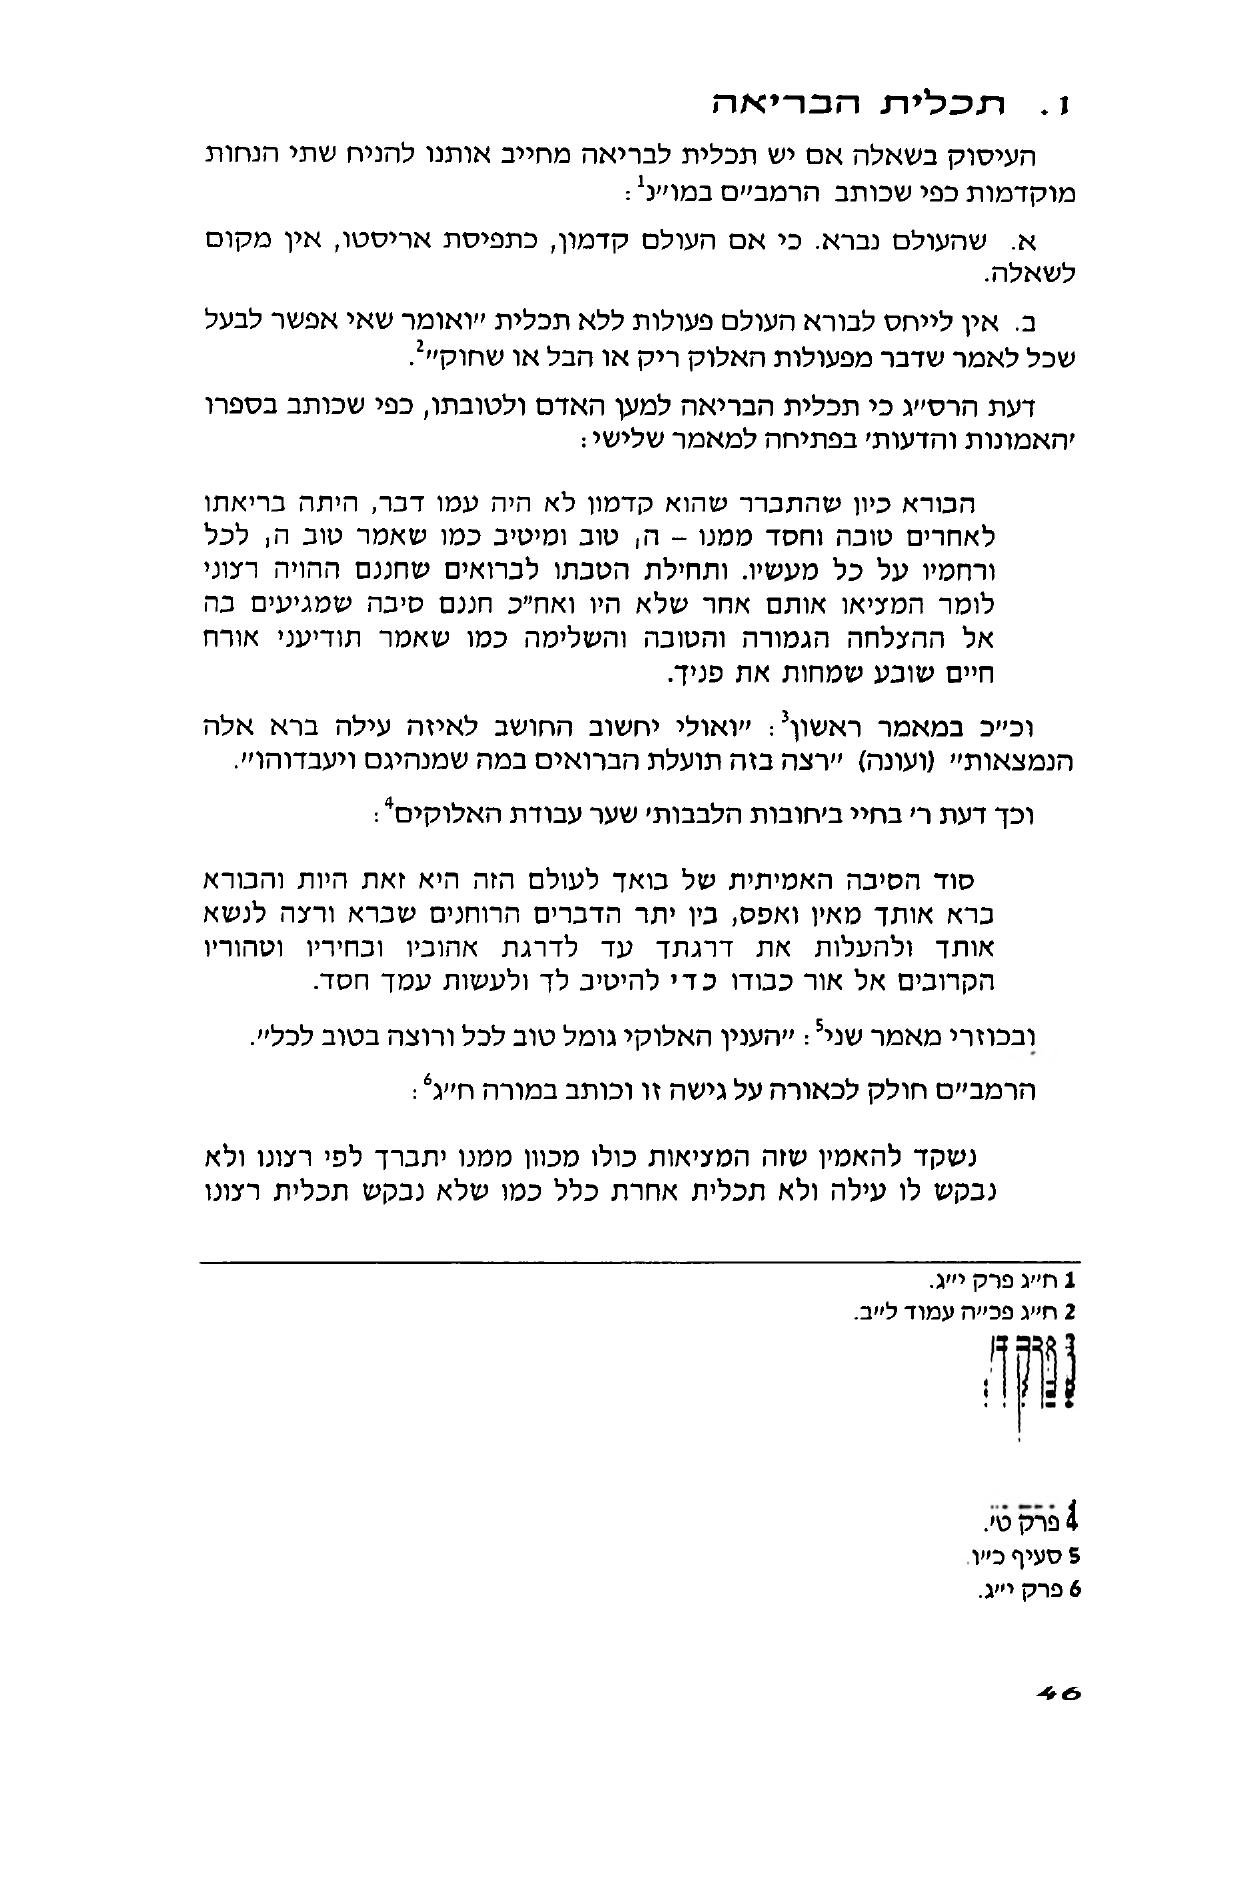 ו. תכלית הבריאה
העיסוק בשאלה אם יש תכלית לבריאה מחייב אותנו להניח שתי הנחות
מוקדמות כפי שכותב הרמב״ם במו״נ1:
א. שהעולם נברא. כי אם העולם קדמון, כתפיסת אריסטו, אין מקום
לשאלה.
ב. אין לייחס לבורא העולם פעולות ללא תכלית ״ואומר שאי אפשר לבעל
שכל לאמר שדבר מפעולות האלוק ריק או הבל או שחוק״2.
דעת הרס״ג כי תכלית הבריאה למען האדם ולטובתו, כפי שכותב בספרו
׳האמונות והדעות׳ בפתיחה למאמר שלישי:
הבורא כיון שהתברר שהוא קדמון לא היה עמו דבר, היתה בריאתו
לאחרים טובה וחסד ממנו – ה, טוב ומיטיב כמו שאמר טוב ה, לכל
ורחמיו על כל מעשיו. ותחילת הטבתו לברואים שחננם ההויה רצוני
לומר המציאו אותם אחר שלא היו ואח״כ חננם סיבה שמגיעים בה
אל ההצלחה הגמורה והטובה והשלימה כמו שאמר תודיעני אורח
חיים שובע שמחות את פניך.
וכ״כ במאמר ראשון3: ״ואולי יחשוב החושב לאיזה עילה ברא אלה
הנמצאות״ (ועונה) ״רצה בזה תועלת הברואים במה שמנהיגם ויעבדוהו״.
וכך דעת ר׳ בחיי ב׳חובות הלבבות׳ שער עבודת האלוקים4:
סוד הסיבה האמיתית של בואך לעולם הזה היא זאת היות והבורא
ברא אותך מאין ואפס, בין יתר הדברים הרוחנים שברא ורצה לנשא
אותך ולהעלות את דרגתך עד לדרגת אהוביו ובחיריו וטהוריו
הקרובים אל אור כבודו כדי להיטיב לך ולעשות עמך חסד.
ובכוזרי מאמר שני5: ״הענין האלוקי גומל טוב לכל ורוצה בטוב לכל״.
הרמב״ם חולק לכאורה על גישה זו וכותב במורה ח״ג6:
נשקד להאמין שזה המציאות כולו מכוון ממנו יתברך לפי רצונו ולא
נבקש לו עילה ולא תכלית אחרת כלל כמו שלא נבקש תכלית רצונו
1 ח״ג פרק י״ג.
2 ח״ג פכ״ה עמוד ל״ב.
4 פרק ט׳.
5 סעיף כ״ו.
6 פרק י״ג.
46